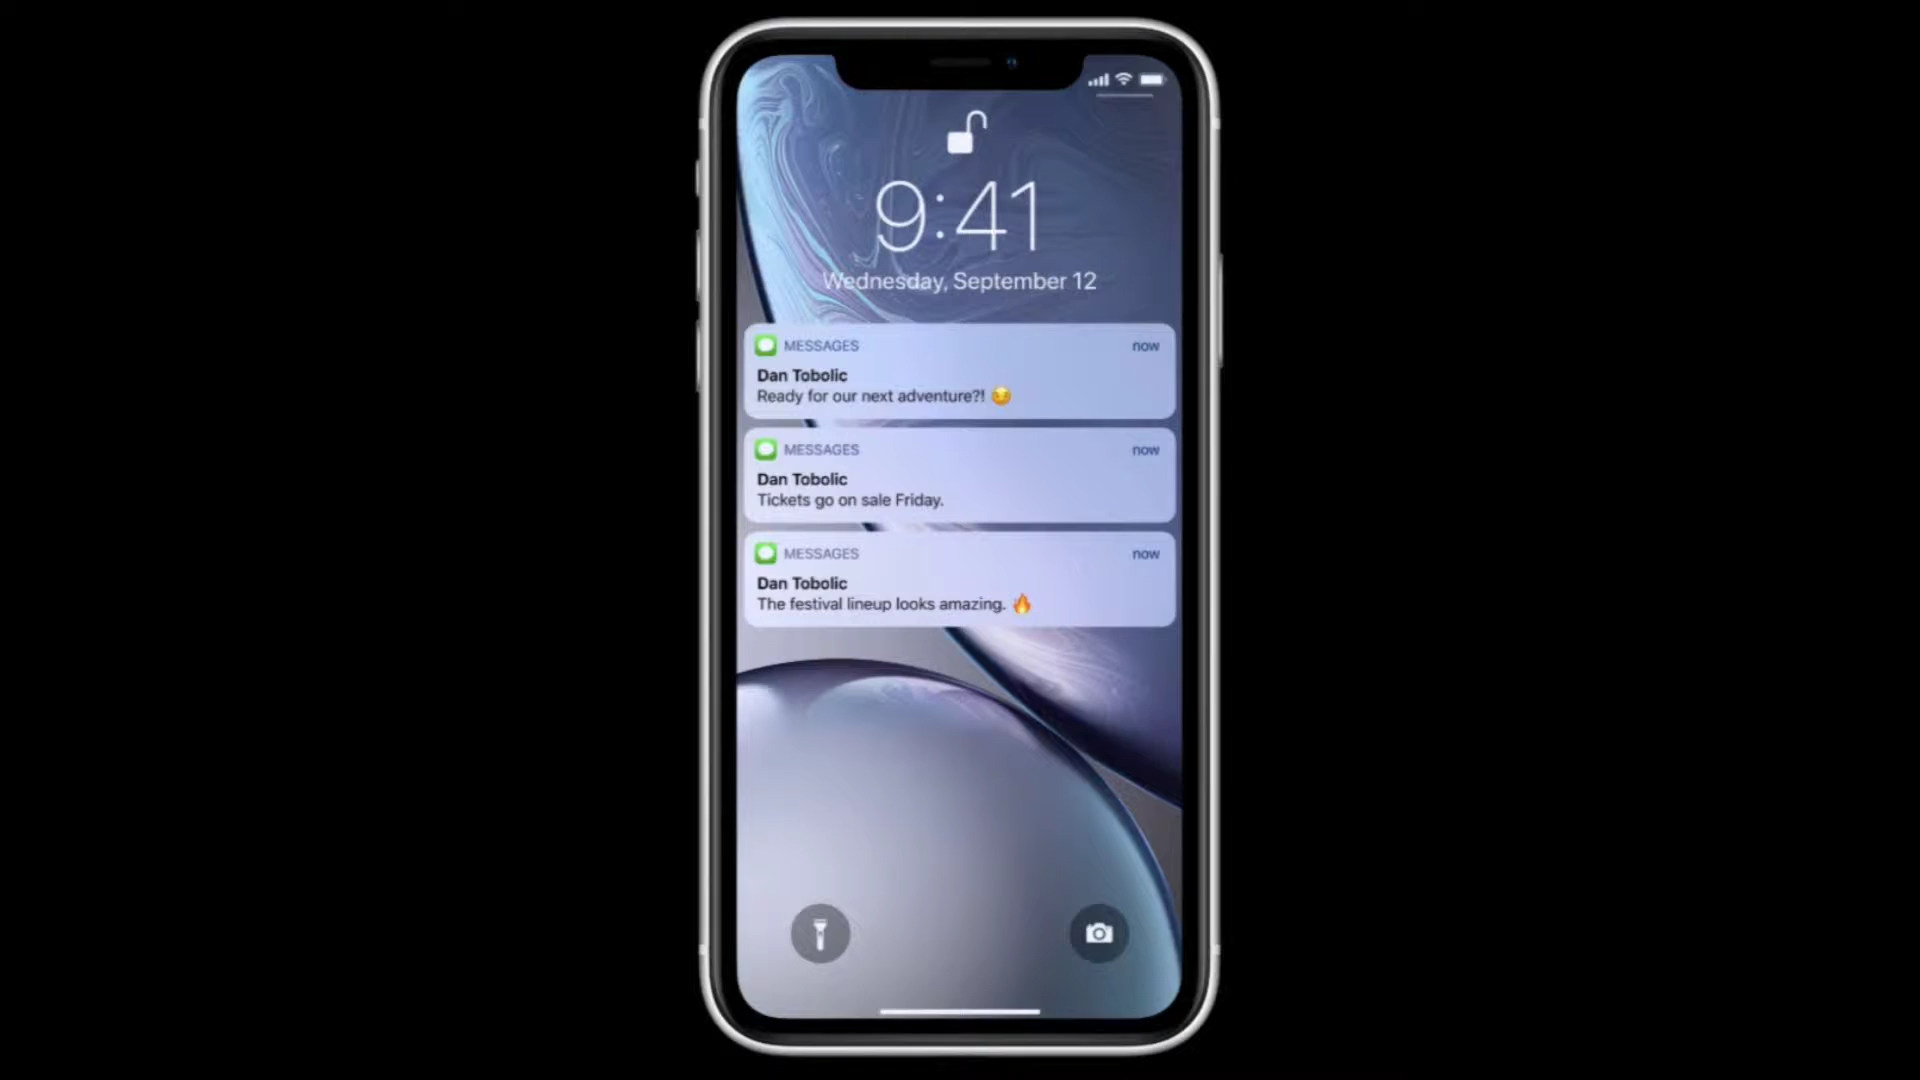 9:41
Wednesday, September 12
MESSAGES now
Dan Tobolic
Ready for our next adventure?! 😏
MESSAGES now
Dan Tobolic
Tickets go on sale Friday.
MESSAGES now
Dan Tobolic
The festival lineup looks amazing. 🔥